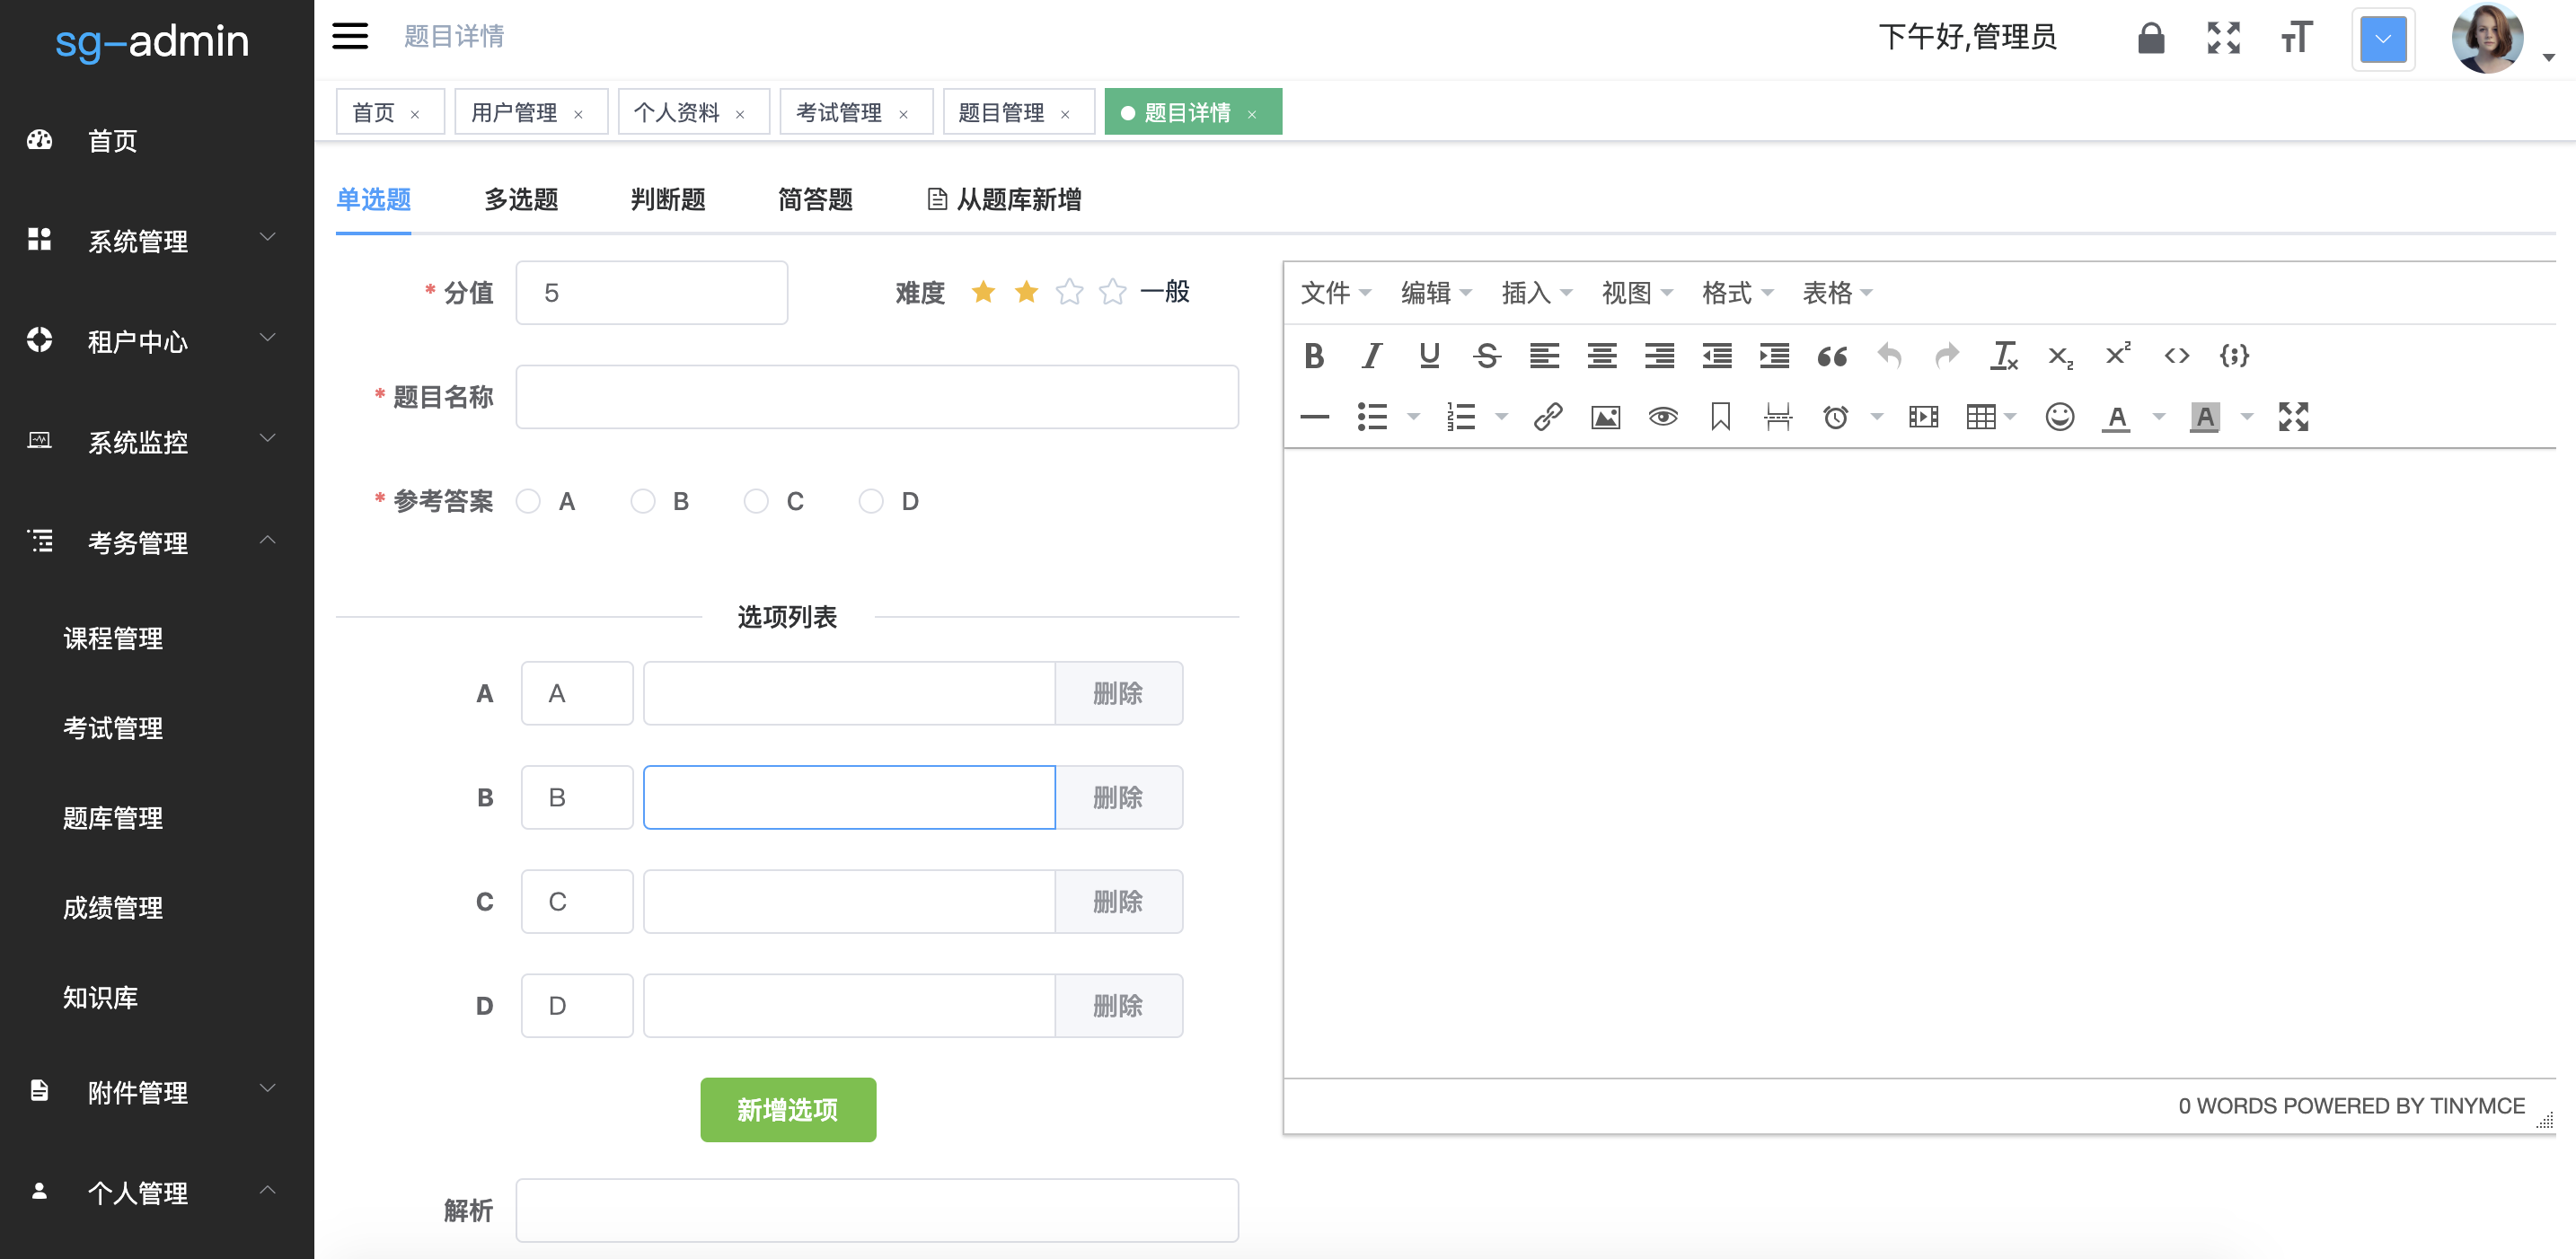 sg-admin
题目详情
下午好,管理员
首页
系统管理
租户中心
系统监控
考务管理
课程管理
考试管理
题库管理
成绩管理
知识库
附件管理
个人管理
首页 × 用户管理 × 个人资料 × 考试管理 × 题目管理 × 题目详情 ×
单选题 多选题 判断题 简答题 从题库新增
* 分值 5 难度 一般
* 题目名称
* 参考答案 A B C D
选项列表
A A 删除
B B 删除
C C 删除
D D 删除
新增选项
解析
文件 编辑 插入 视图 格式 表格
0 WORDS POWERED BY TINYMCE